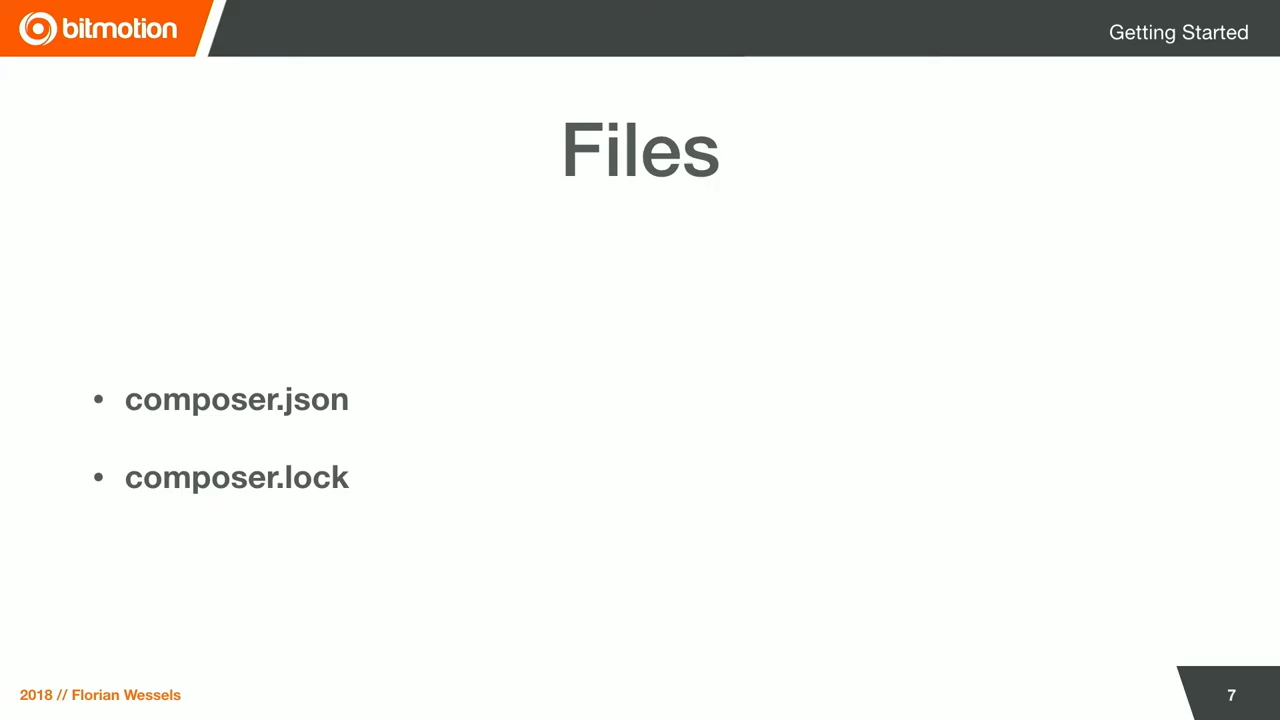 bitmotion
Getting Started
Files
• composer.json
• composer.lock
2018 // Florian Wessels
7